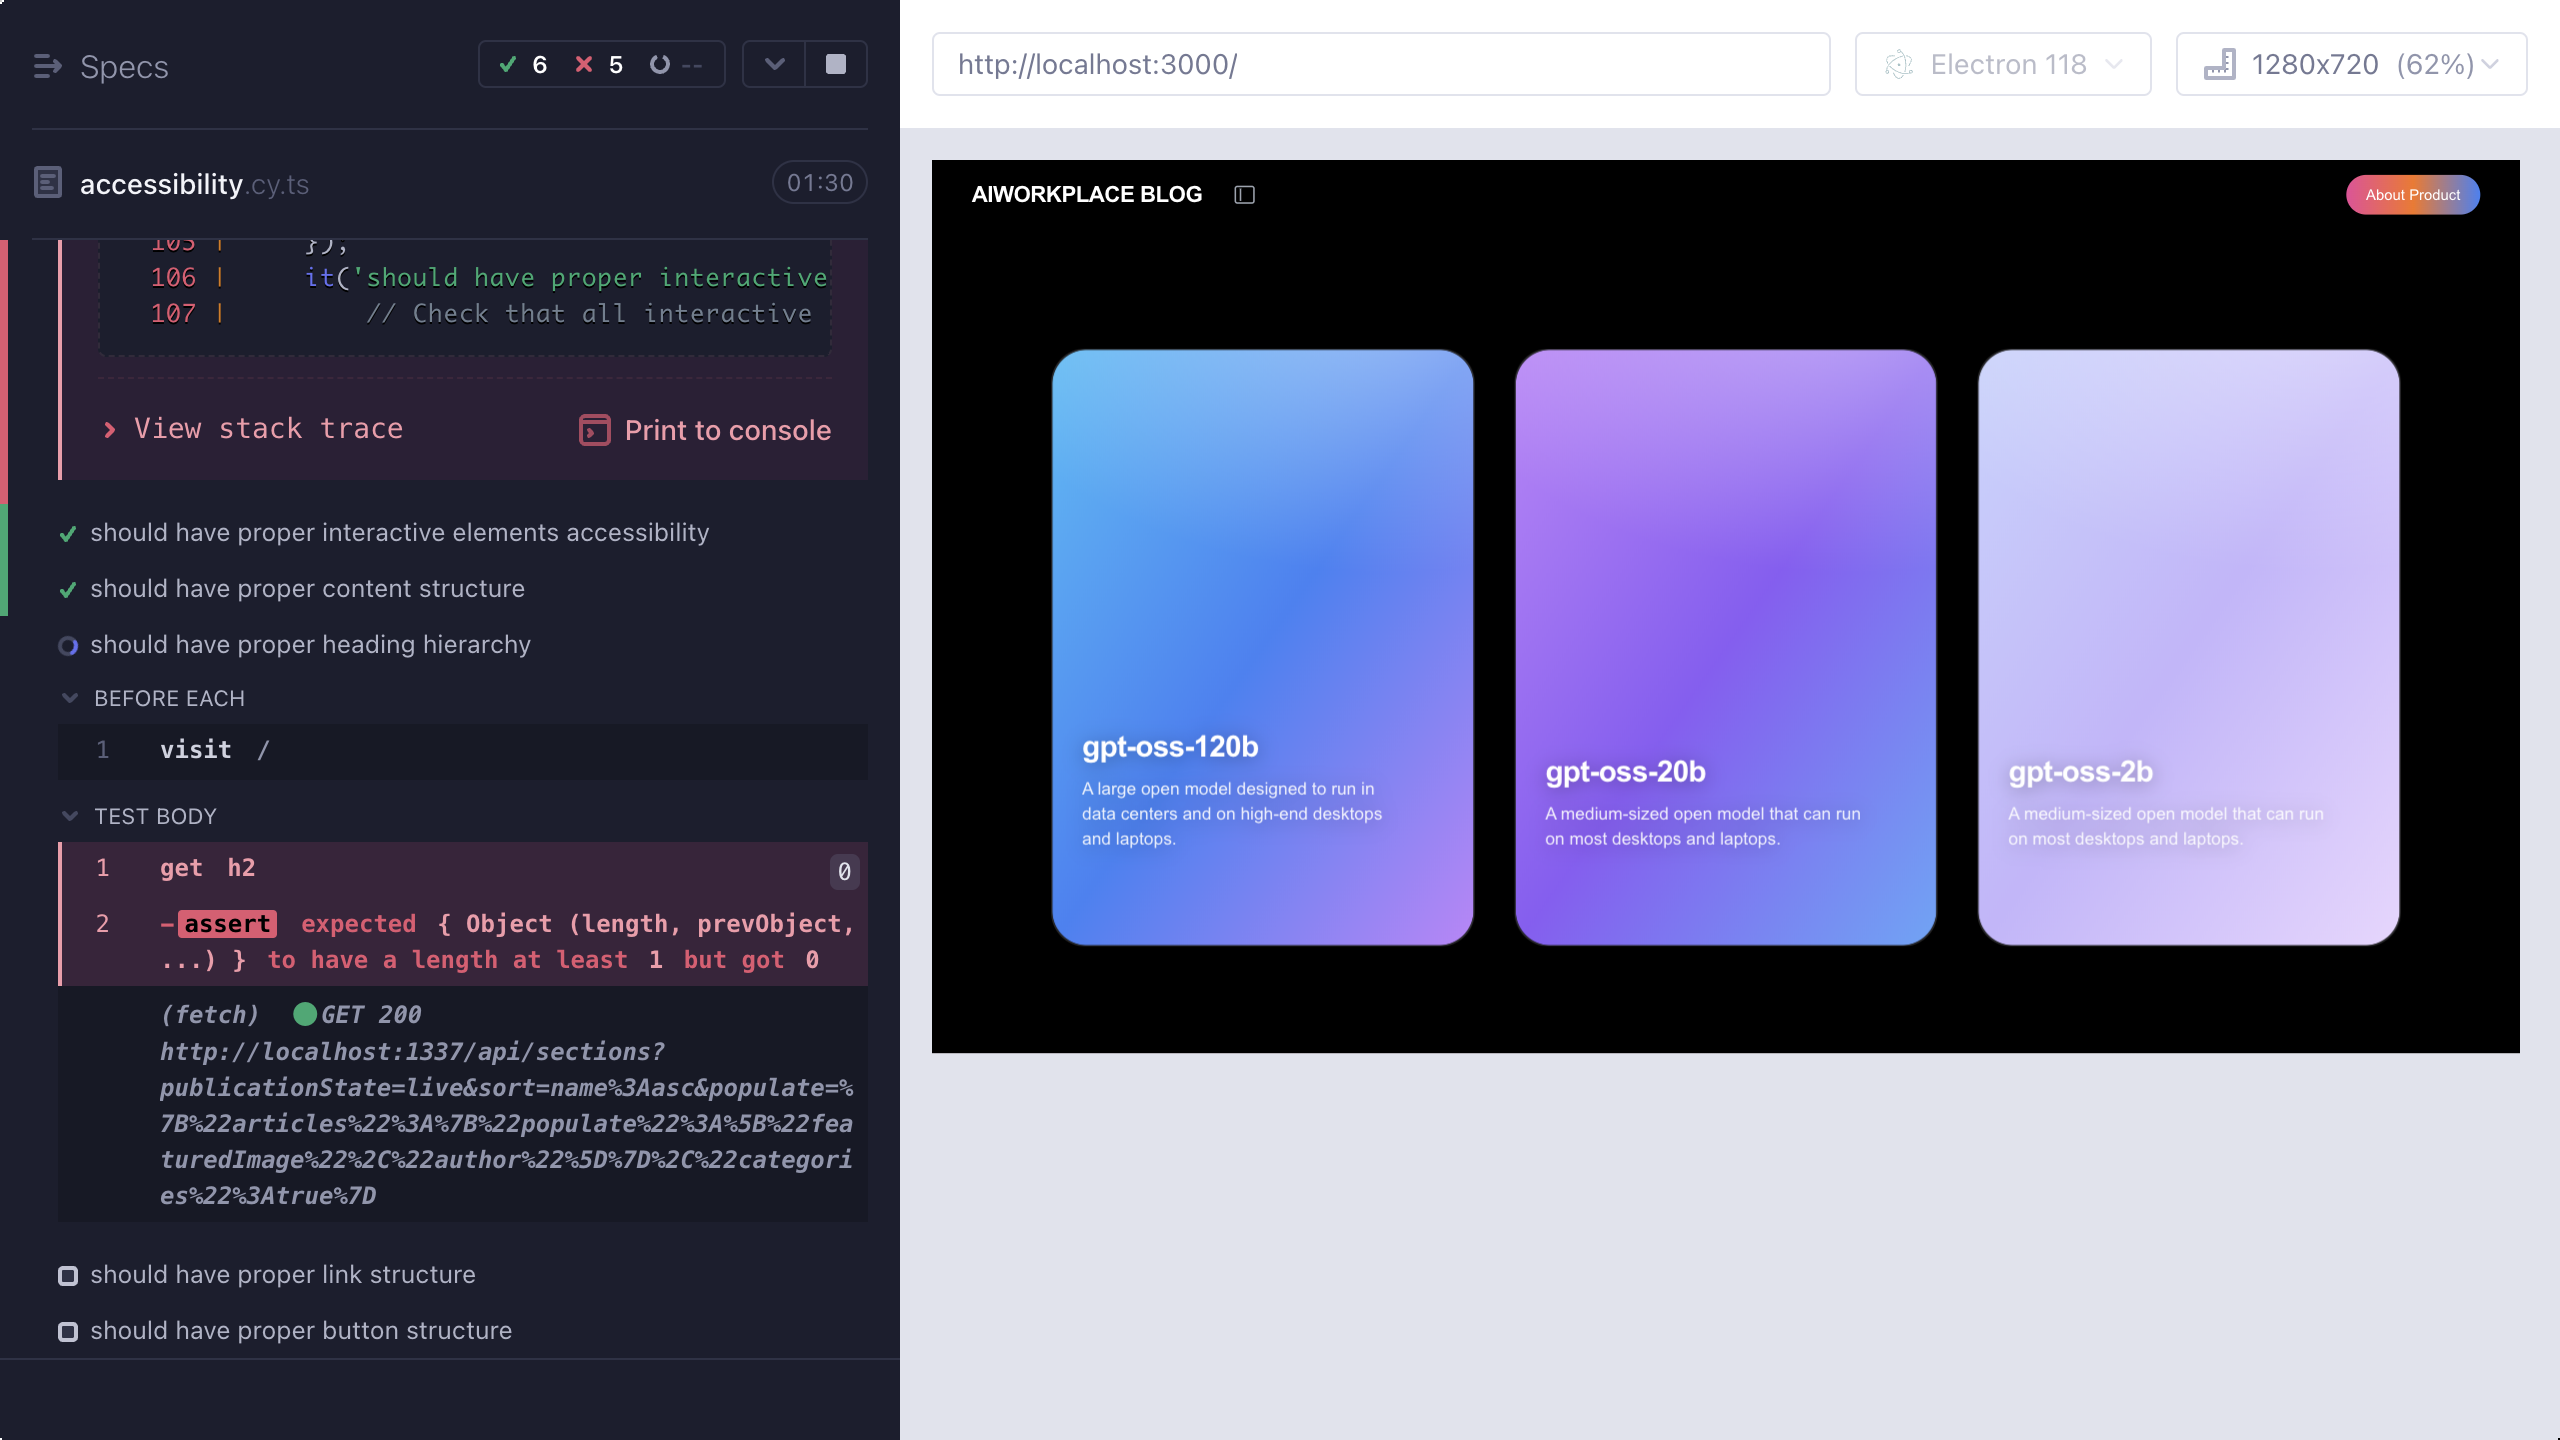 Specs
6 5 --
accessibility.cy.ts
01:30
105 | });
106 | it('should have proper interactive
107 | // Check that all interactive
View stack trace
Print to console
should have proper interactive elements accessibility
should have proper content structure
should have proper heading hierarchy
BEFORE EACH
1 visit /
TEST BODY
1 get h2 0
2 -assert expected { Object (length, prevObject,
...) } to have a length at least 1 but got 0
(fetch) GET 200
http://localhost:1337/api/sections?
publicationState=live&sort=name%3Aasc&populate=%
7B%22articles%22%3A%7B%22populate%22%3A%5B%22fea
turedImage%22%2C%22author%22%5D%7D%2C%22categori
es%22%3Atrue%7D
should have proper link structure
should have proper button structure
http://localhost:3000/
Electron 118
1280x720 (62%)
AIWORKPLACE BLOG
About Product
gpt-oss-120b
A large open model designed to run in
data centers and on high-end desktops
and laptops.
gpt-oss-20b
A medium-sized open model that can run
on most desktops and laptops.
gpt-oss-2b
A medium-sized open model that can run
on most desktops and laptops.